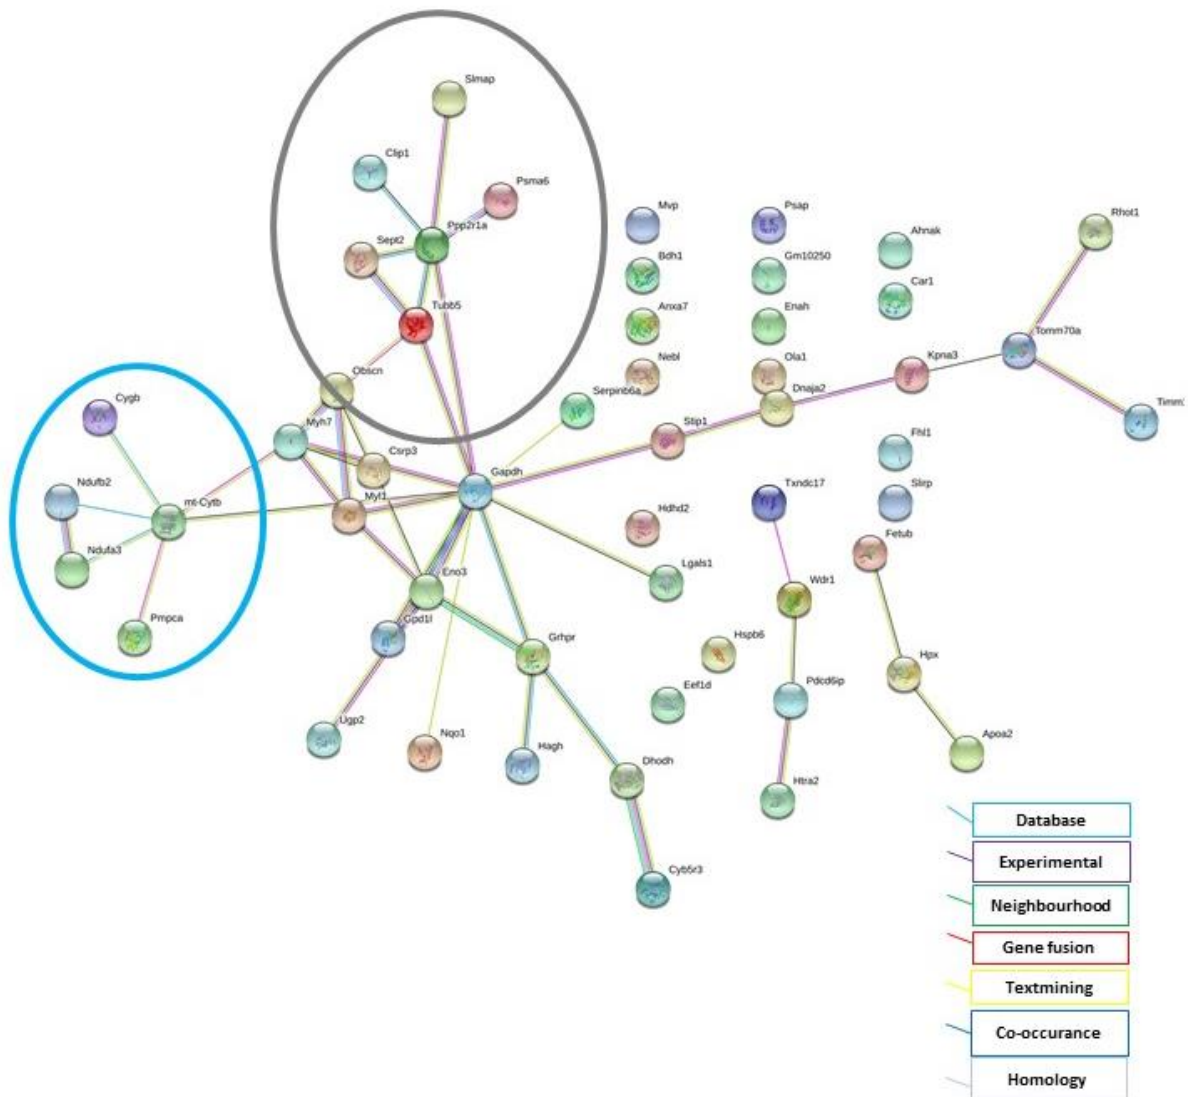 Slmap
Clip1
Psma6
Ppp2r1a
Sept2
Tubb5
Obscn
Mvp
Psap
Ahnak
Rhot1
Bdh1
Gm10250
Car1
Anxa7
Enah
Tomm70a
Nebl
Ola1
Kpna3
Dnaja2
Serpinb6a
Stip1
Timm
Cygb
Myh7
Csrp3
Gapdh
Fhl1
Ndufb2
mt-Cytb
Myl1
Txndc17
Slirp
Hdhd2
Fetub
Ndufa3
Eno3
Lgals1
Wdr1
Pmpca
Gpd1l
Grhpr
Hspb6
Hpx
Eef1d
Pdcd6ip
Ugp2
Nqo1
Hagh
Dhodh
Apoa2
Htra2
Cyb5r3
Database
Experimental
Neighbourhood
Gene fusion
Textmining
Co-occurance
Homology